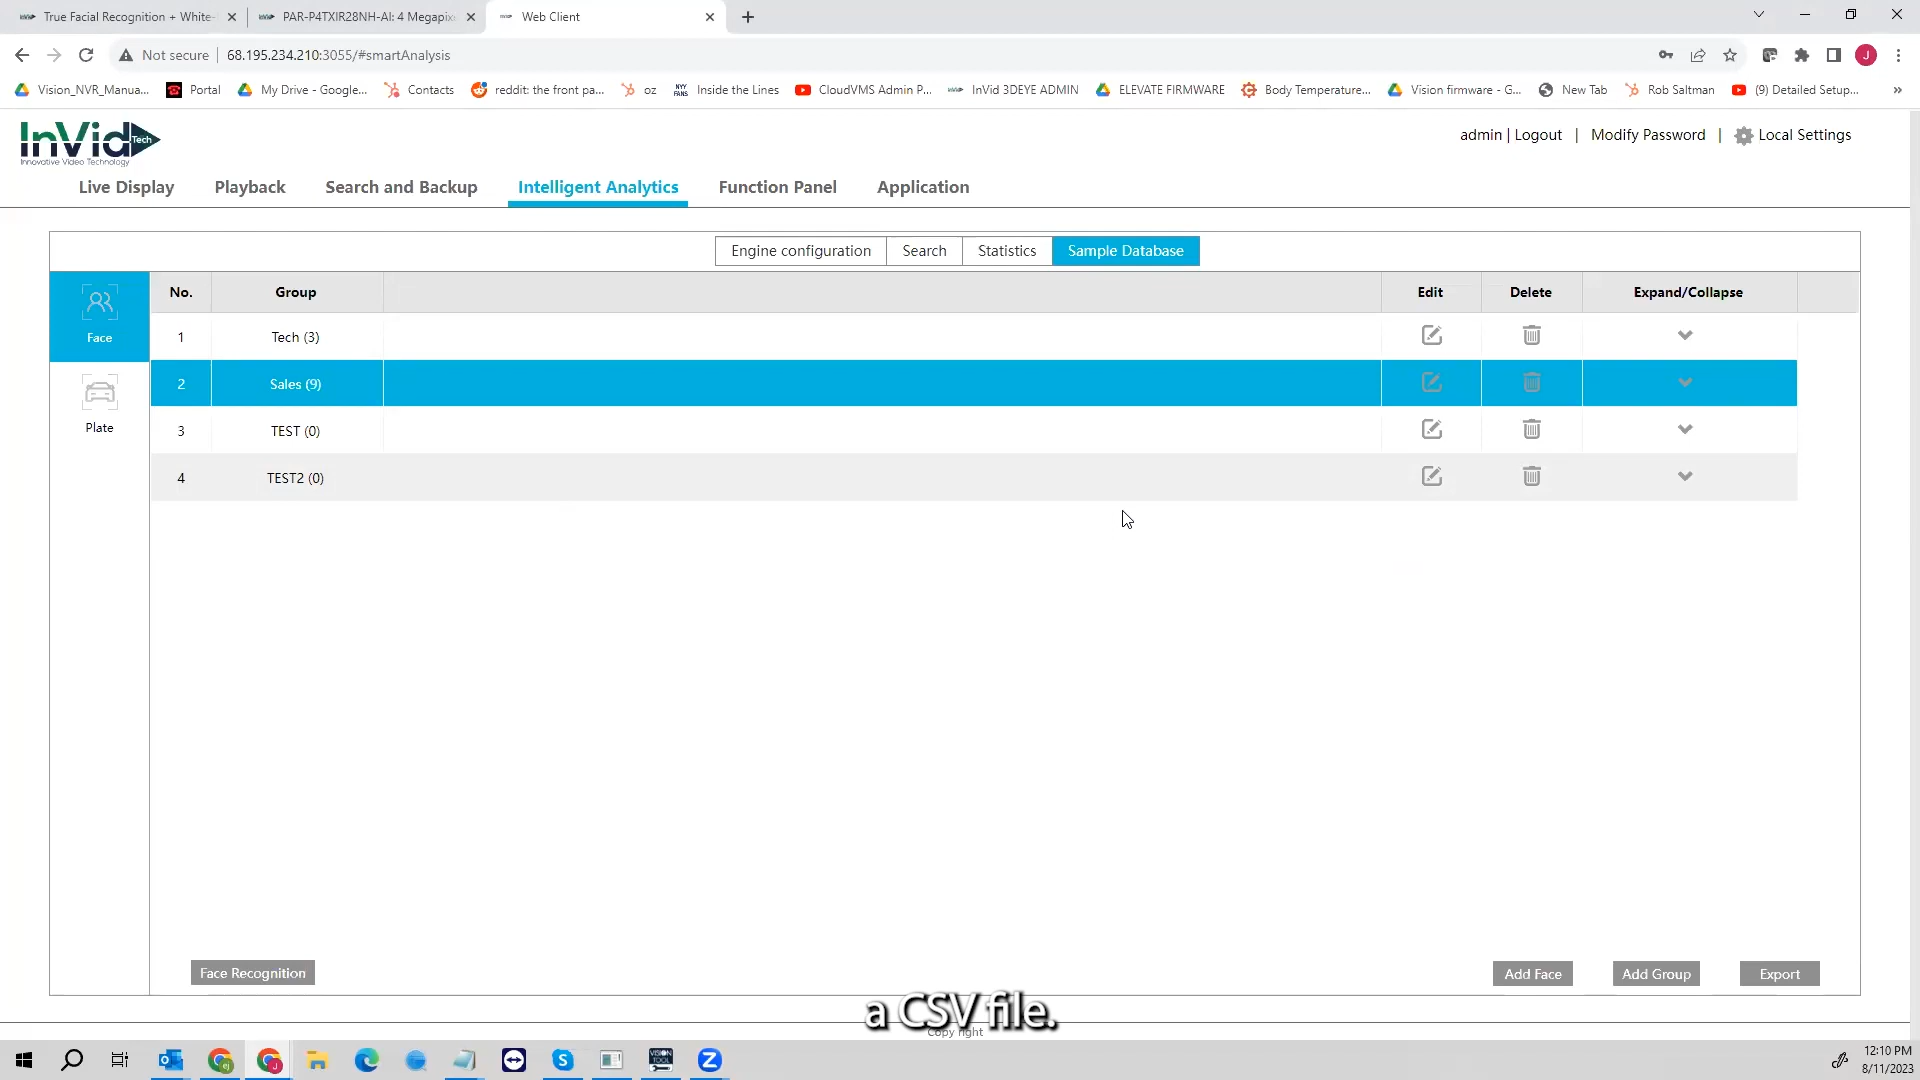 True Facial Recognition + White-
PAR-P4TXIR28NH-AI: 4 Megapix
Web Client
Not secure
68.195.234.210:3055/#smartAnalysis
J
Vision_NVR_Manua...
Portal
My Drive - Google...
Contacts
reddit: the front pa...
oz
Inside the Lines
CloudVMS Admin P...
InVid 3DEYE ADMIN
ELEVATE FIRMWARE
Body Temperature...
Vision firmware - G...
New Tab
Rob Saltman
(9) Detailed Setup...
»
InVid Tech
Innovative Video Technology
admin | Logout | Modify Password | Local Settings
Live Display Playback Search and Backup Intelligent Analytics Function Panel Application
Engine configuration Search Statistics Sample Database
Face
Plate
No. Group Edit Delete Expand/Collapse
1 Tech (3)
2 Sales (9)
3 TEST (0)
4 TEST2 (0)
Face Recognition
Add Face Add Group Export
a CSV file.
Copy right
VISION TOOL
12:10 PM
8/11/2023